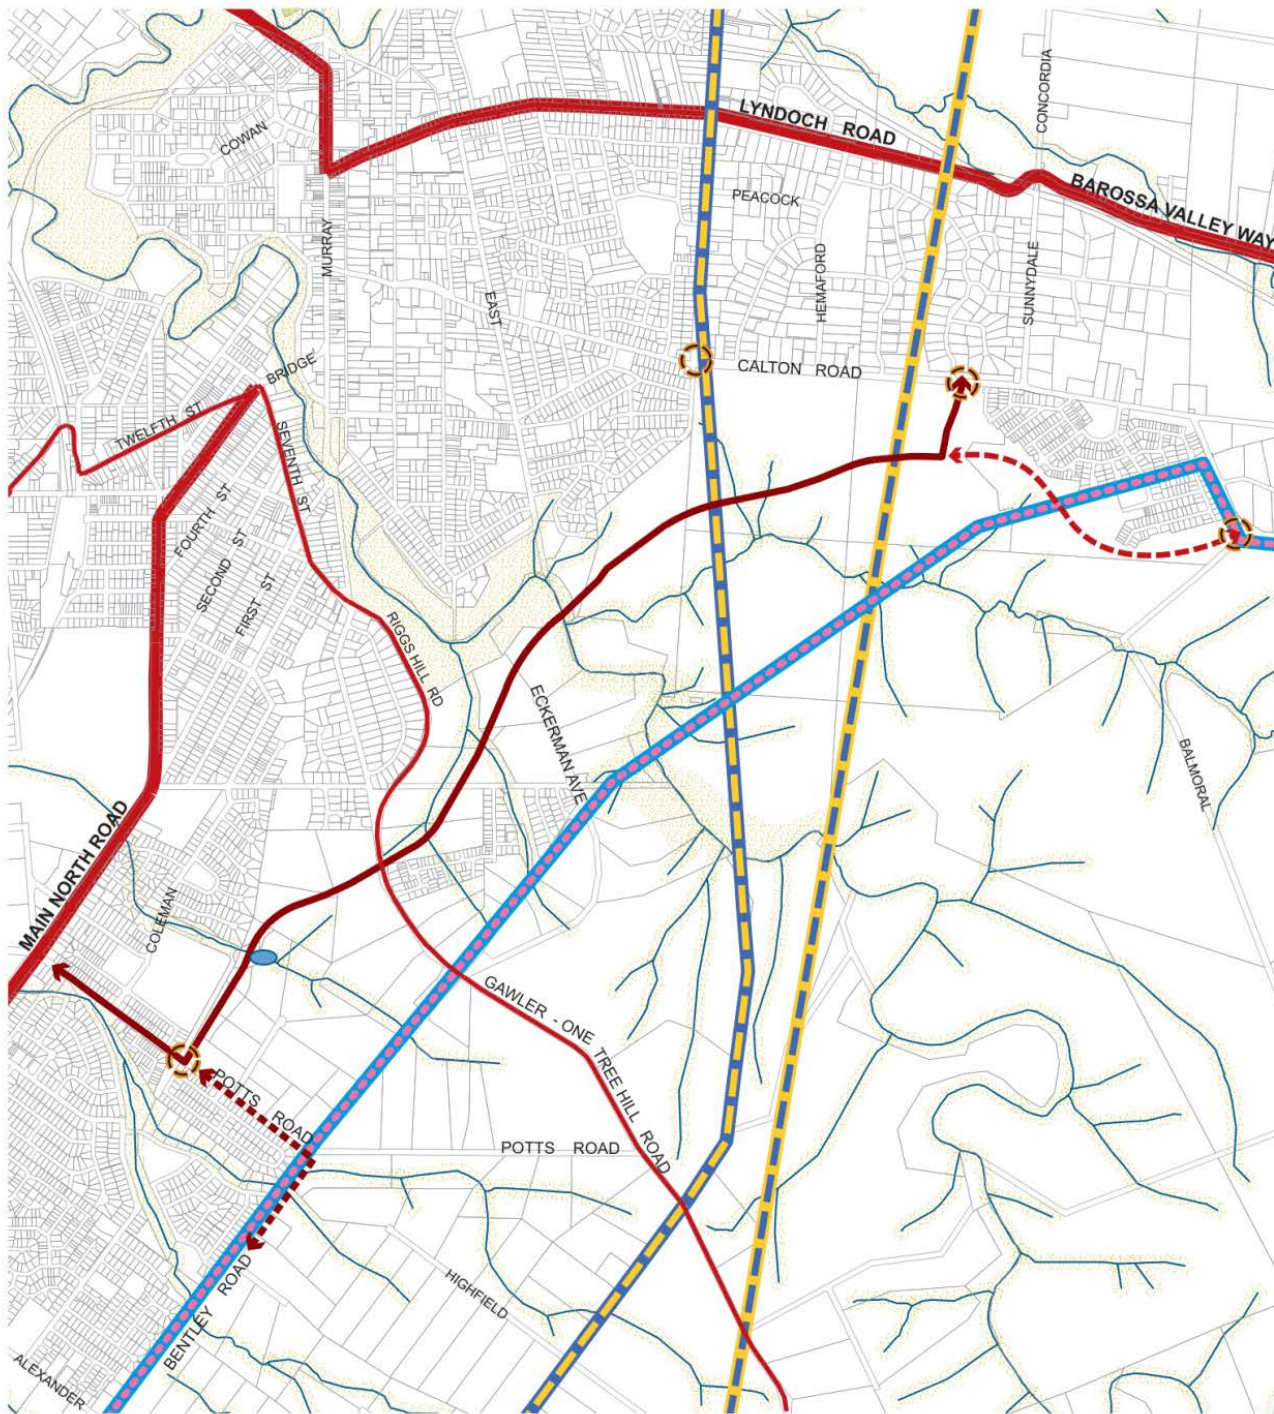 CONCORDIA
LYNDOCH ROAD
COWAN
BAROSSA VALLEY WAY
PEACOCK
MURRAY
HEMAFORD
SUNNYDALE
EAST
BRIDGE
CALTON ROAD
TWELFTH ST
SEVENTH ST
FOURTH ST
SECOND ST
FIRST ST
RIGGS HILL RD
ECKERMAN AVE
BALMORAL
MAIN NORTH ROAD
COLEMAN
GAWLER - ONE TREE HILL ROAD
POTTS ROAD
POTTS ROAD
HIGHFIELD
BENTLEY ROAD
ALEXANDER